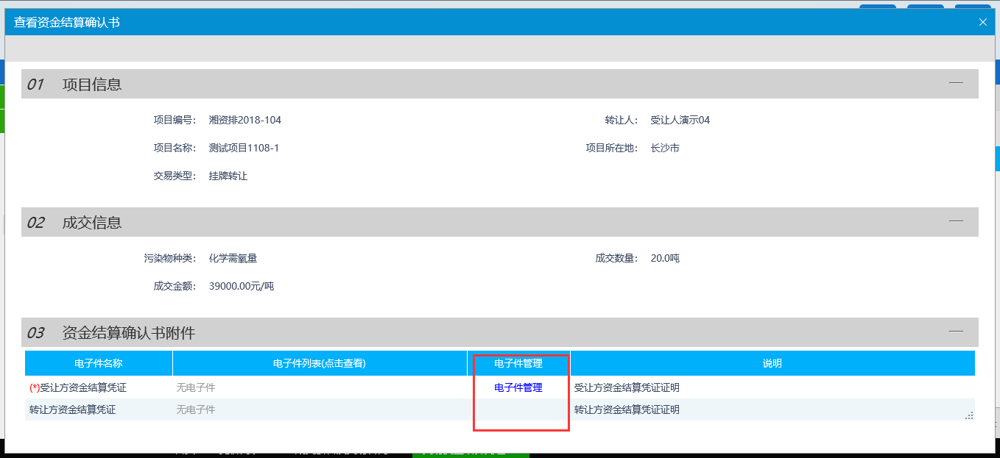 查看资金结算确认书
01 项目信息
项目编号： 湘资排2018-104 转让人： 受让人演示04
项目名称： 测试项目1108-1 项目所在地： 长沙市
交易类型： 挂牌转让
02 成交信息
污染物种类： 化学需氧量 成交数量： 20.0吨
成交金额： 39000.00元/吨
03 资金结算确认书附件
电子件名称 电子件列表(点击查看) 电子件管理 说明
(*)受让方资金结算凭证 无电子件 电子件管理 受让方资金结算凭证证明
转让方资金结算凭证 无电子件 转让方资金结算凭证证明